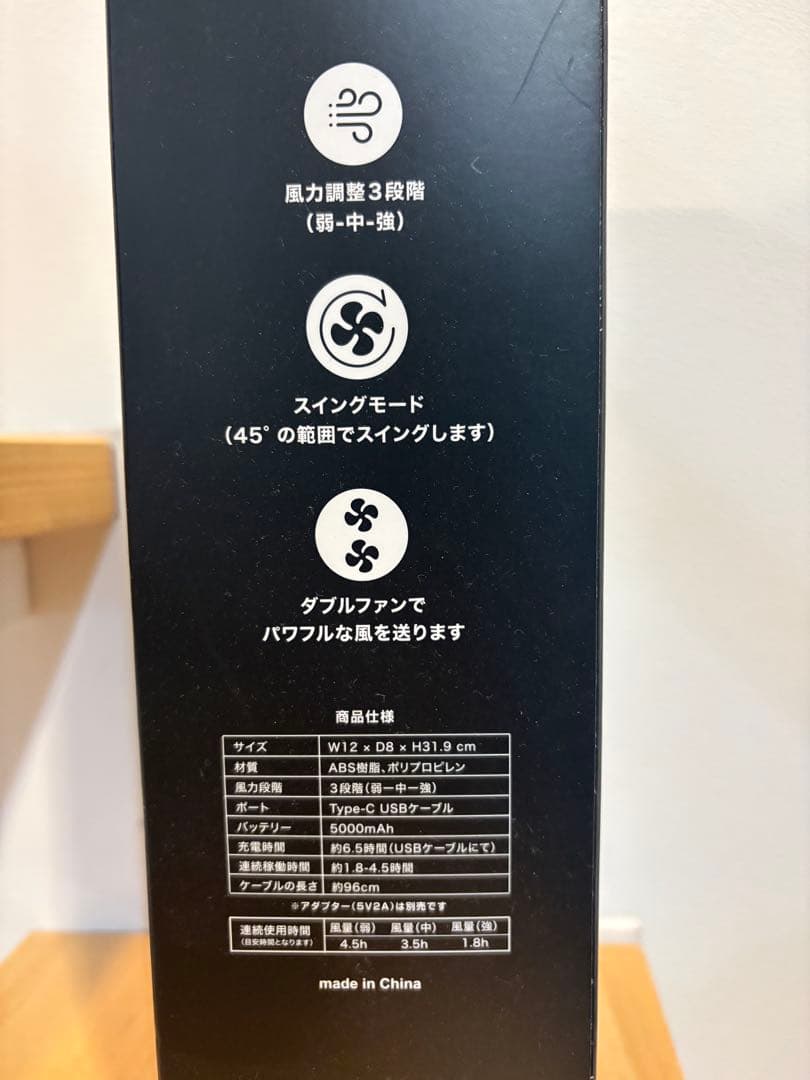 風力調整3段階
(弱-中-強)
スイングモード
(45°の範囲でスイングします)
ダブルファンで
パワフルな風を送ります
商品仕様
サイズ W12 × D8 × H31.9 cm
材質 ABS樹脂、ポリプロピレン
風力段階 3段階(弱ー中ー強)
ポート Type-C USBケーブル
バッテリー 5000mAh
充電時間 約6.5時間(USBケーブルにて)
連続稼働時間 約1.8-4.5時間
ケーブルの長さ 約96cm
※アダプター(5V2A)は別売です
連続使用時間 風量(弱) 風量(中) 風量(強)
(目安時間となります) 4.5h 3.5h 1.8h
made in China